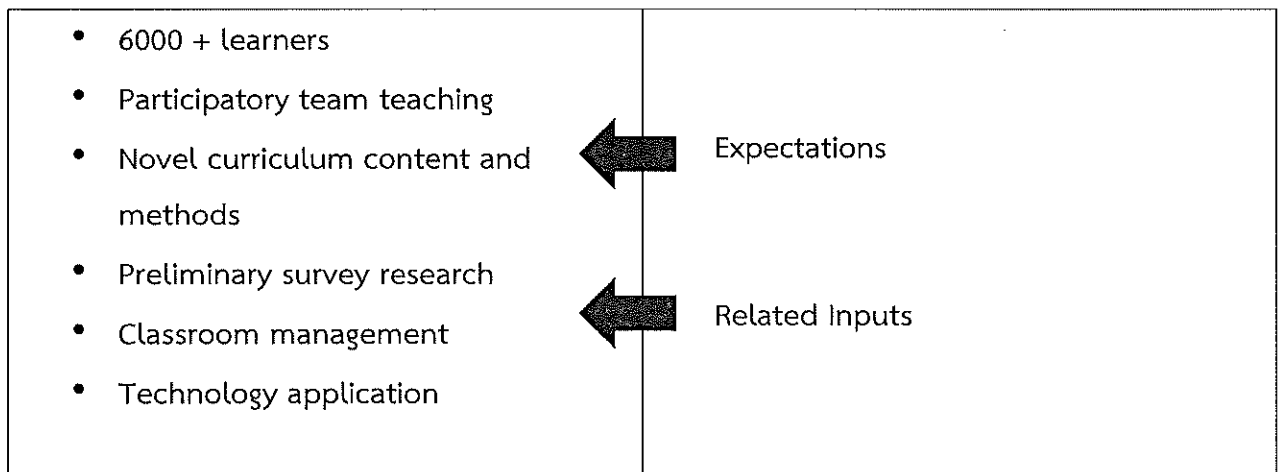 • 6000 + learners
• Participatory team teaching
• Novel curriculum content and
methods
• Preliminary survey research
• Classroom management
• Technology application
Expectations
Related Inputs